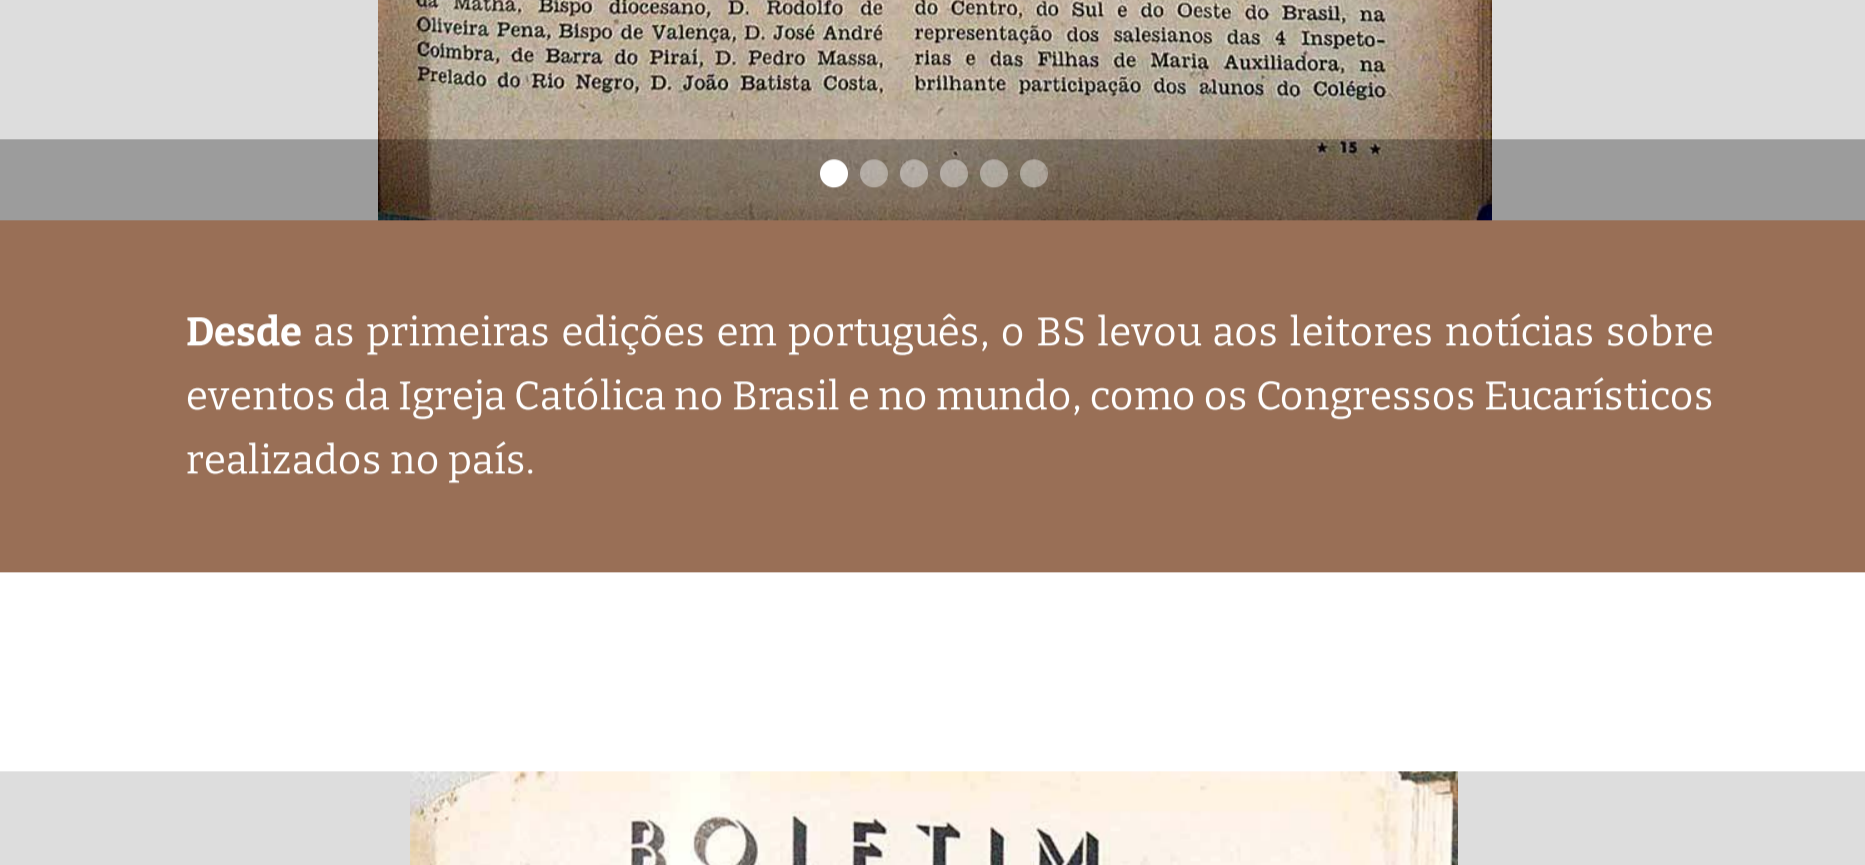 da Matha, Bispo diocesano, D. Rodolfo de
Oliveira Pena, Bispo de Valença, D. José André
Coimbra, de Barra do Piraí, D. Pedro Massa,
Prelado do Rio Negro, D. João Batista Costa,
do Centro, do Sul e do Oeste do Brasil, na
representação dos salesianos das 4 Inspeto-
rias e das Filhas de Maria Auxiliadora, na
brilhante participação dos alunos do Colégio
★ 15 ★
Desde as primeiras edições em português, o BS levou aos leitores notícias sobre
eventos da Igreja Católica no Brasil e no mundo, como os Congressos Eucarísticos
realizados no país.
BOLETIM